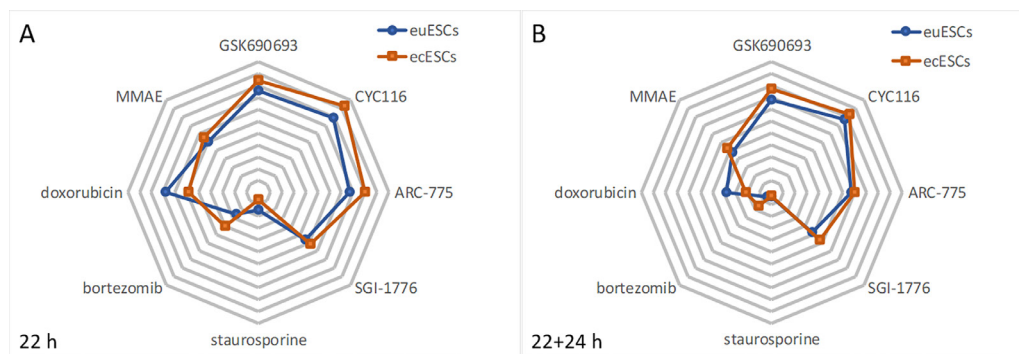 A
euESCs
ecESCs
GSK690693
CYC116
ARC-775
SGI-1776
staurosporine
bortezomib
doxorubicin
MMAE
22 h
B
euESCs
ecESCs
GSK690693
CYC116
ARC-775
SGI-1776
staurosporine
bortezomib
doxorubicin
MMAE
22+24 h